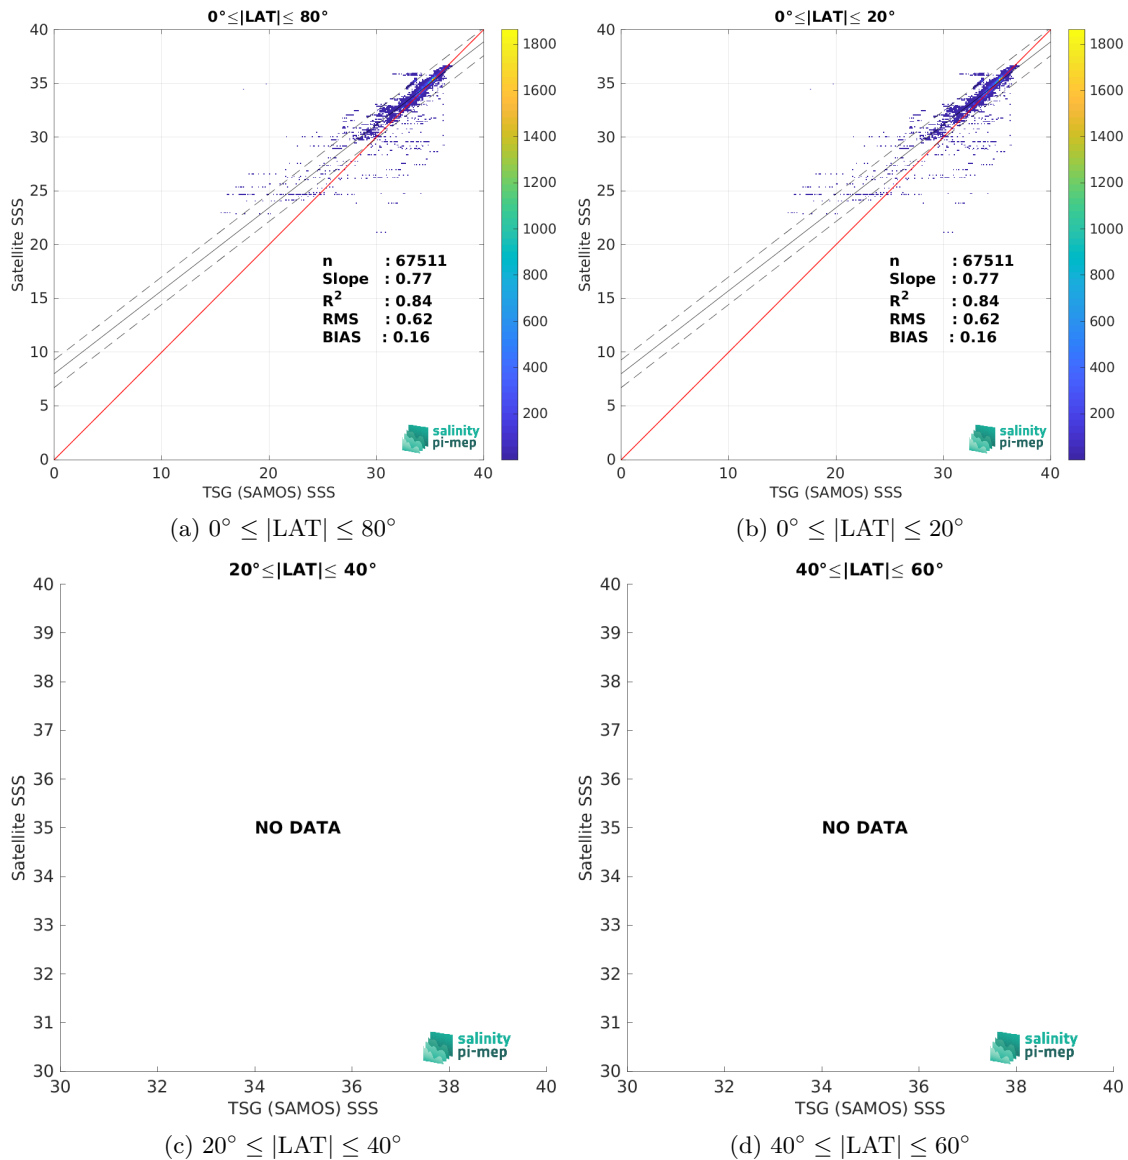 0°≤|LAT|≤ 80°
40
35
30
25
20
15
10
5
0
0
10
20
30
40
Satellite SSS
TSG (SAMOS) SSS
n : 67511
Slope : 0.77
R² : 0.84
RMS : 0.62
BIAS : 0.16
salinity
pi-mep
1800
1600
1400
1200
1000
800
600
400
200
(a) 0° ≤ |LAT| ≤ 80°
0°≤|LAT|≤ 20°
40
35
30
25
20
15
10
5
0
0
10
20
30
40
Satellite SSS
TSG (SAMOS) SSS
n : 67511
Slope : 0.77
R² : 0.84
RMS : 0.62
BIAS : 0.16
salinity
pi-mep
1800
1600
1400
1200
1000
800
600
400
200
(b) 0° ≤ |LAT| ≤ 20°
20°≤|LAT|≤ 40°
40
39
38
37
36
35
34
33
32
31
30
30
32
34
36
38
40
Satellite SSS
TSG (SAMOS) SSS
NO DATA
salinity
pi-mep
(c) 20° ≤ |LAT| ≤ 40°
40°≤|LAT|≤ 60°
40
39
38
37
36
35
34
33
32
31
30
30
32
34
36
38
40
Satellite SSS
TSG (SAMOS) SSS
NO DATA
salinity
pi-mep
(d) 40° ≤ |LAT| ≤ 60°